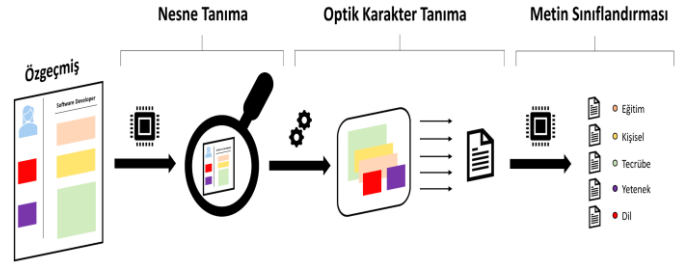 Nesne Tanıma
Optik Karakter Tanıma
Metin Sınıflandırması
Özgeçmiş
Software Developer
Eğitim
Kişisel
Tecrübe
Yetenek
Dil